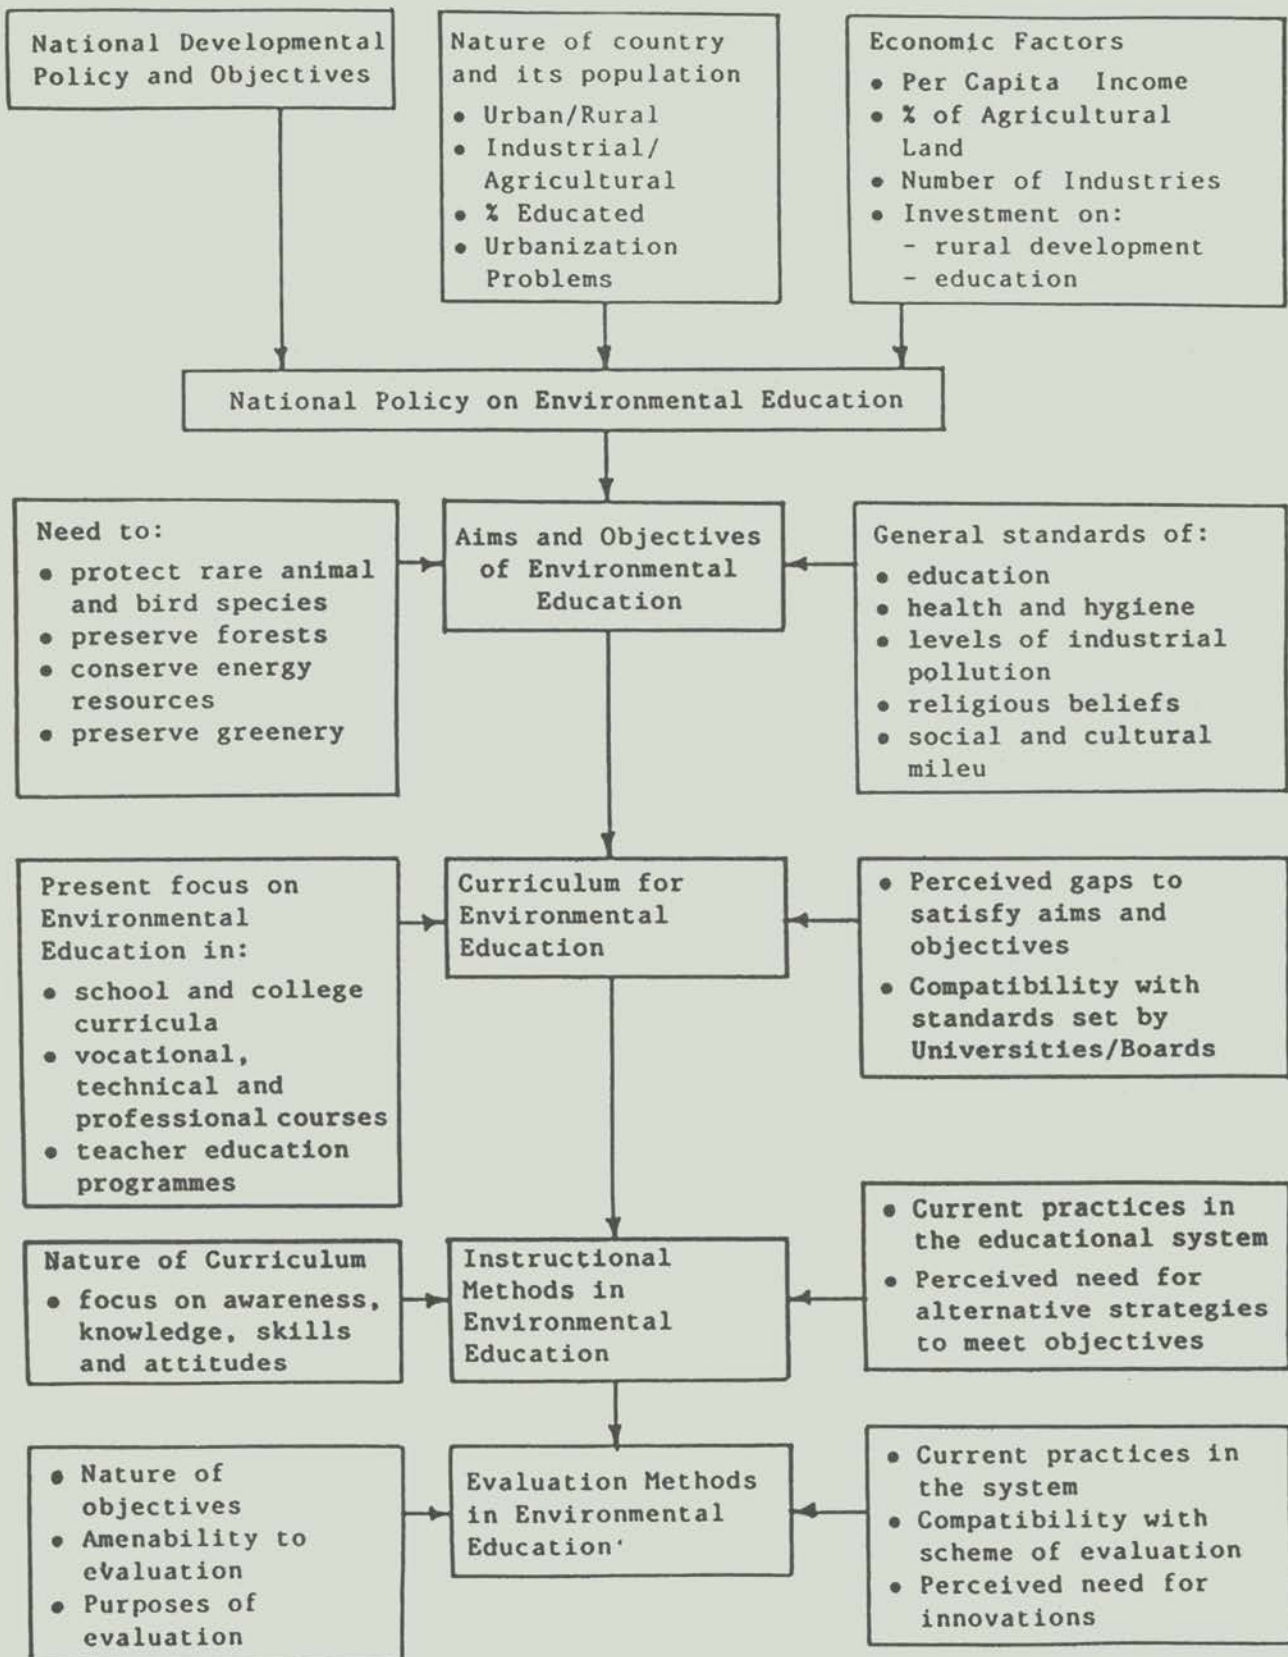 National Developmental
Policy and Objectives
Nature of country
and its population
• Urban/Rural
• Industrial/
Agricultural
• % Educated
• Urbanization
Problems
Economic Factors
• Per Capita Income
• % of Agricultural
Land
• Number of Industries
• Investment on:
- rural development
- education
National Policy on Environmental Education
Need to:
• protect rare animal
and bird species
• preserve forests
• conserve energy
resources
• preserve greenery
Aims and Objectives
of Environmental
Education
General standards of:
• education
• health and hygiene
• levels of industrial
pollution
• religious beliefs
• social and cultural
mileu
Present focus on
Environmental
Education in:
• school and college
curricula
• vocational,
technical and
professional courses
• teacher education
programmes
Curriculum for
Environmental
Education
• Perceived gaps to
satisfy aims and
objectives
• Compatibility with
standards set by
Universities/Boards
Nature of Curriculum
• focus on awareness,
knowledge, skills
and attitudes
Instructional
Methods in
Environmental
Education
• Current practices in
the educational system
• Perceived need for
alternative strategies
to meet objectives
• Nature of
objectives
• Amenability to
evaluation
• Purposes of
evaluation
Evaluation Methods
in Environmental
Education
• Current practices in
the system
• Compatibility with
scheme of evaluation
• Perceived need for
innovations